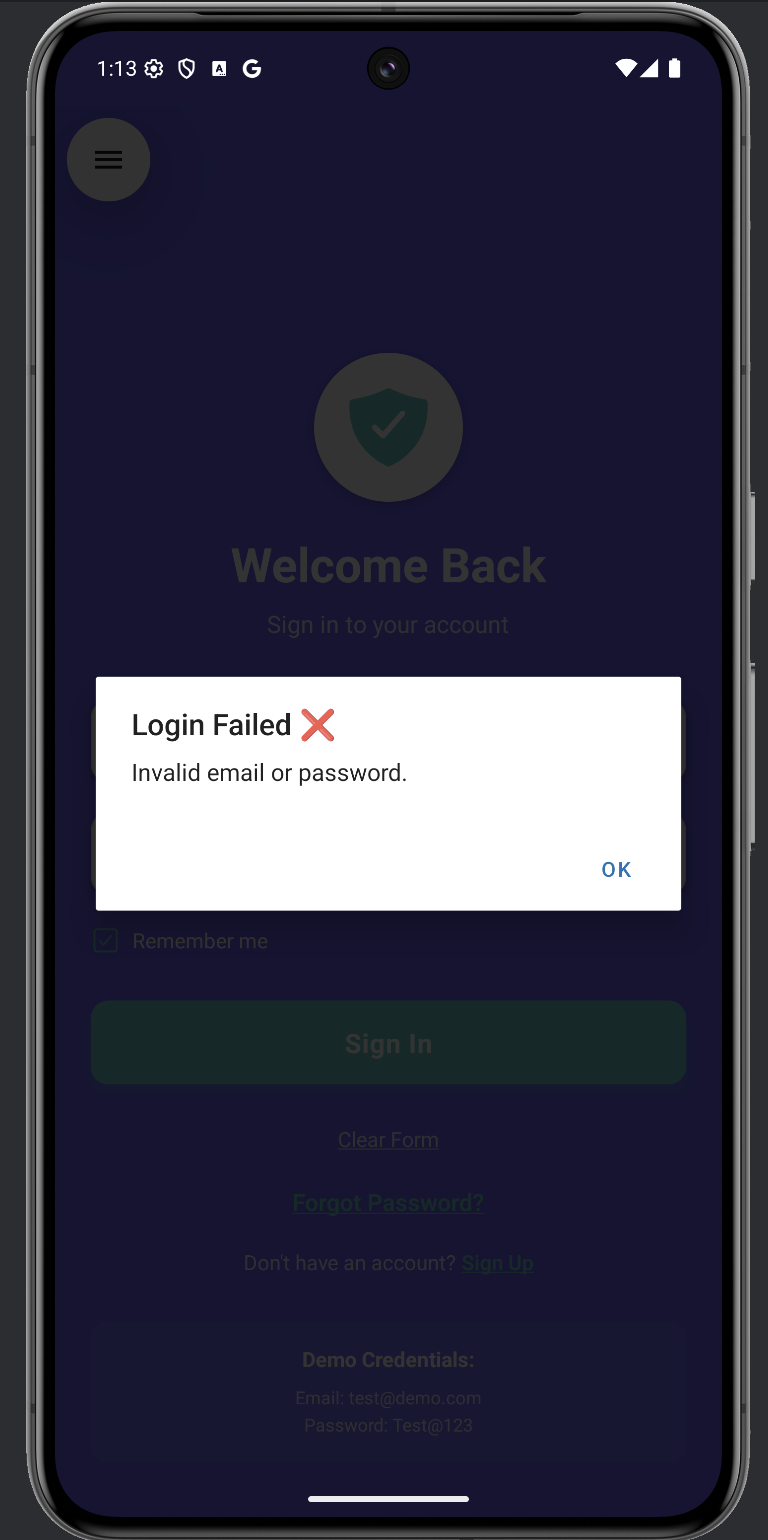 1:13
Welcome Back
Sign in to your account
Login Failed ❌
Invalid email or password.
OK
Remember me
Sign In
Clear Form
Forgot Password?
Don't have an account? Sign Up
Demo Credentials:
Email: test@demo.com
Password: Test@123